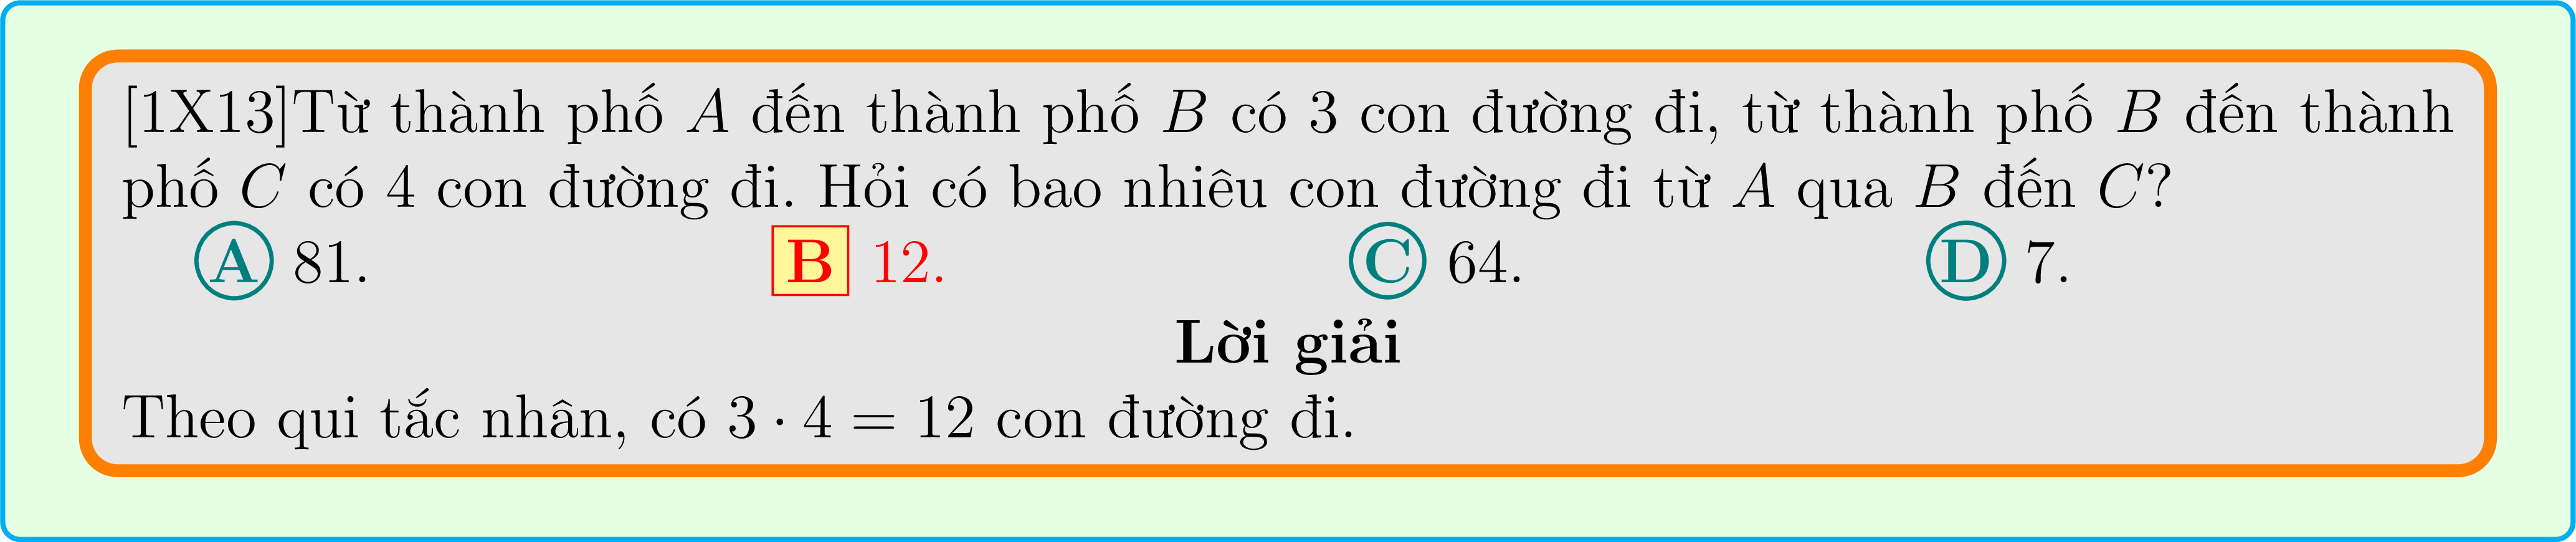 [1X13]Từ thành phố A đến thành phố B có 3 con đường đi, từ thành phố B đến thành
phố C có 4 con đường đi. Hỏi có bao nhiêu con đường đi từ A qua B đến C?
A 81. B 12. C 64. D 7.
Lời giải
Theo qui tắc nhân, có 3 · 4 = 12 con đường đi.